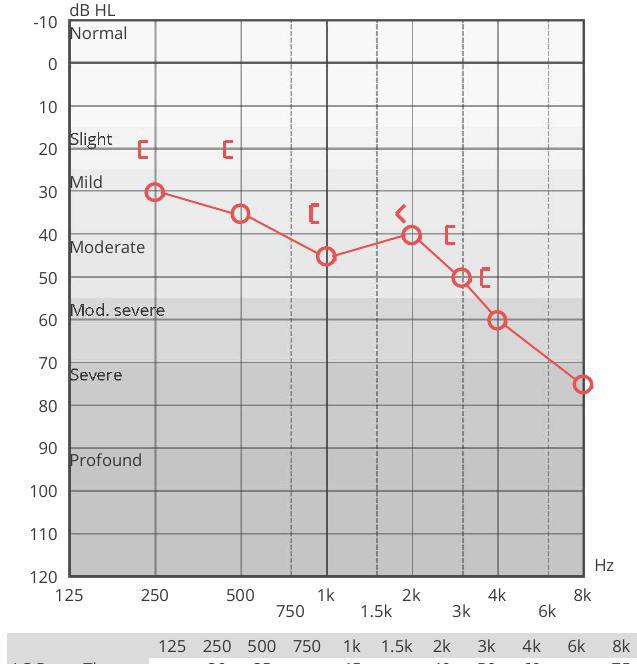 dB HL
-10
Normal
0
10
Slight
20
Mild
30
40
Moderate
50
Mod. severe
60
70
Severe
80
90
Profound
100
110
Hz
120
125 250 500 1k 2k 4k 8k
750 1.5k 3k 6k
125 250 500 750 1k 1.5k 2k 3k 4k 6k 8k